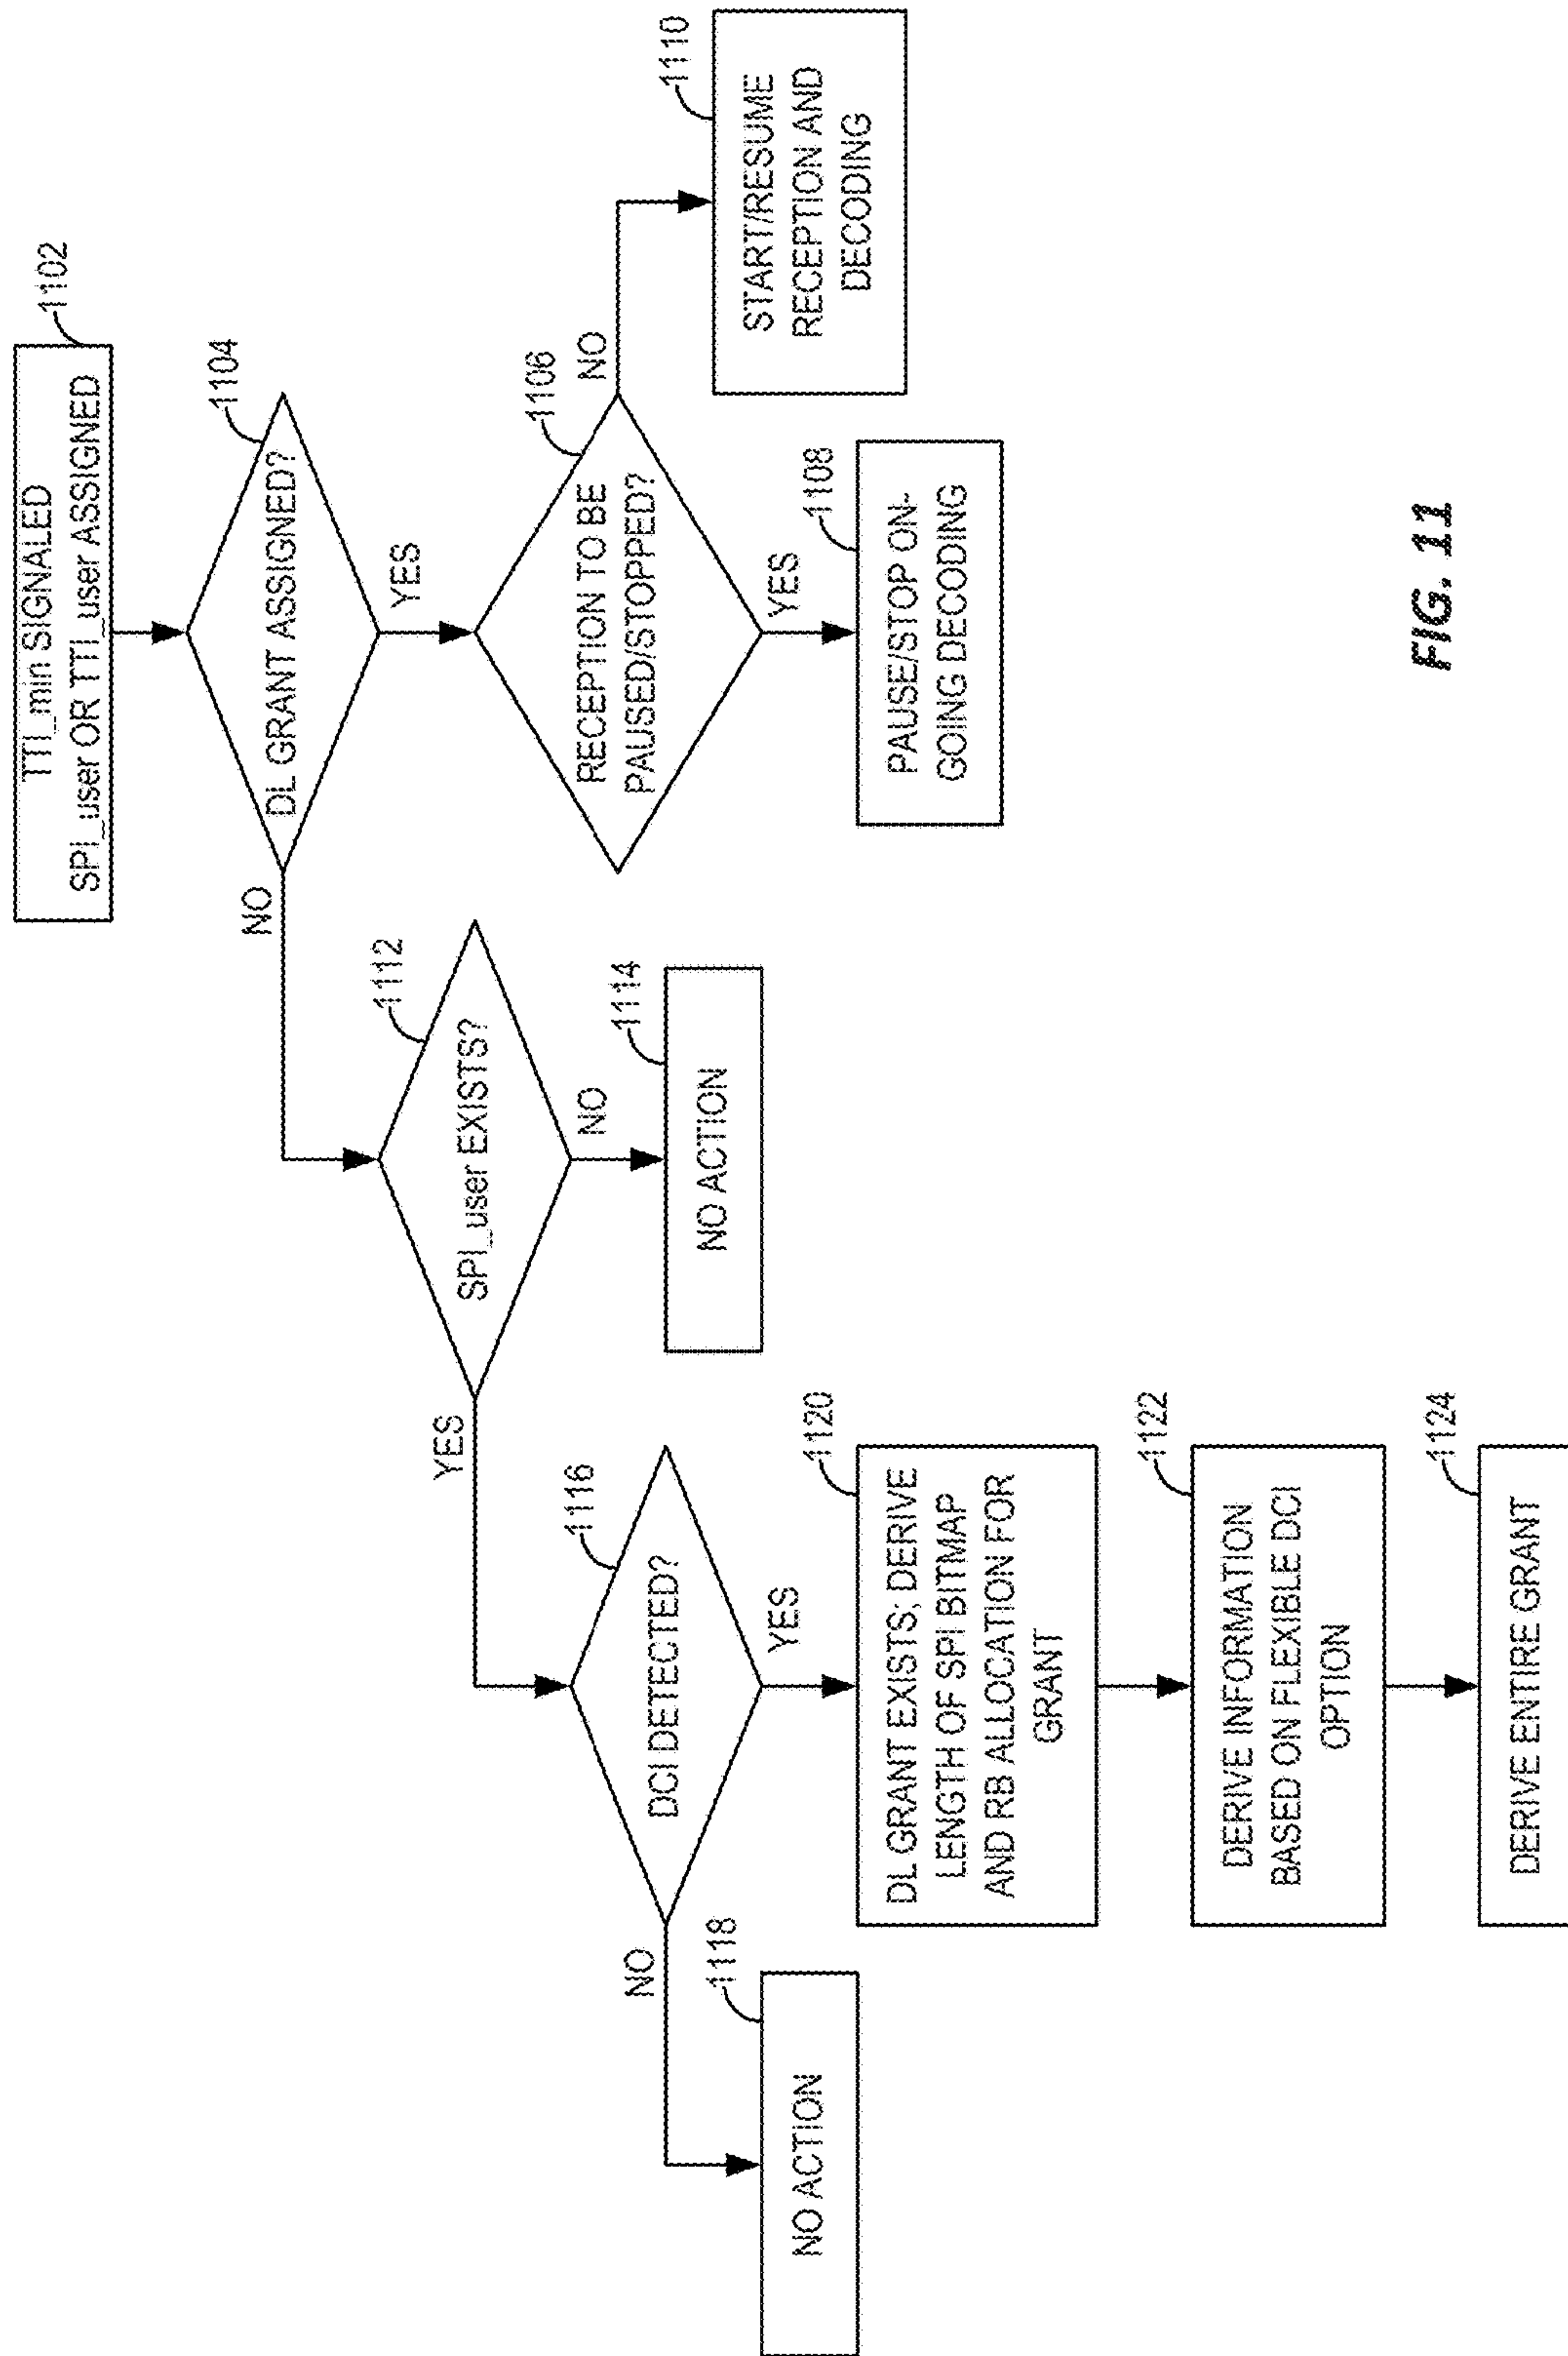 TTI_min SIGNALED
SPI_user OR TTI_user ASSIGNED
1102
DL GRANT ASSIGNED?
1104
NO
YES
RECEPTION TO BE
PAUSED/STOPPED?
1106
NO
YES
START/RESUME
RECEPTION AND
DECODING
1110
PAUSE/STOP ON-
GOING DECODING
1108
SPI_user EXISTS?
1112
YES
NO
NO ACTION
1114
DCI DETECTED?
1116
NO
YES
NO ACTION
1118
DL GRANT EXISTS; DERIVE
LENGTH OF SPI BITMAP
AND RB ALLOCATION FOR
GRANT
1120
DERIVE INFORMATION
BASED ON FLEXIBLE DCI
OPTION
1122
DERIVE ENTIRE GRANT
1124
FIG. 11